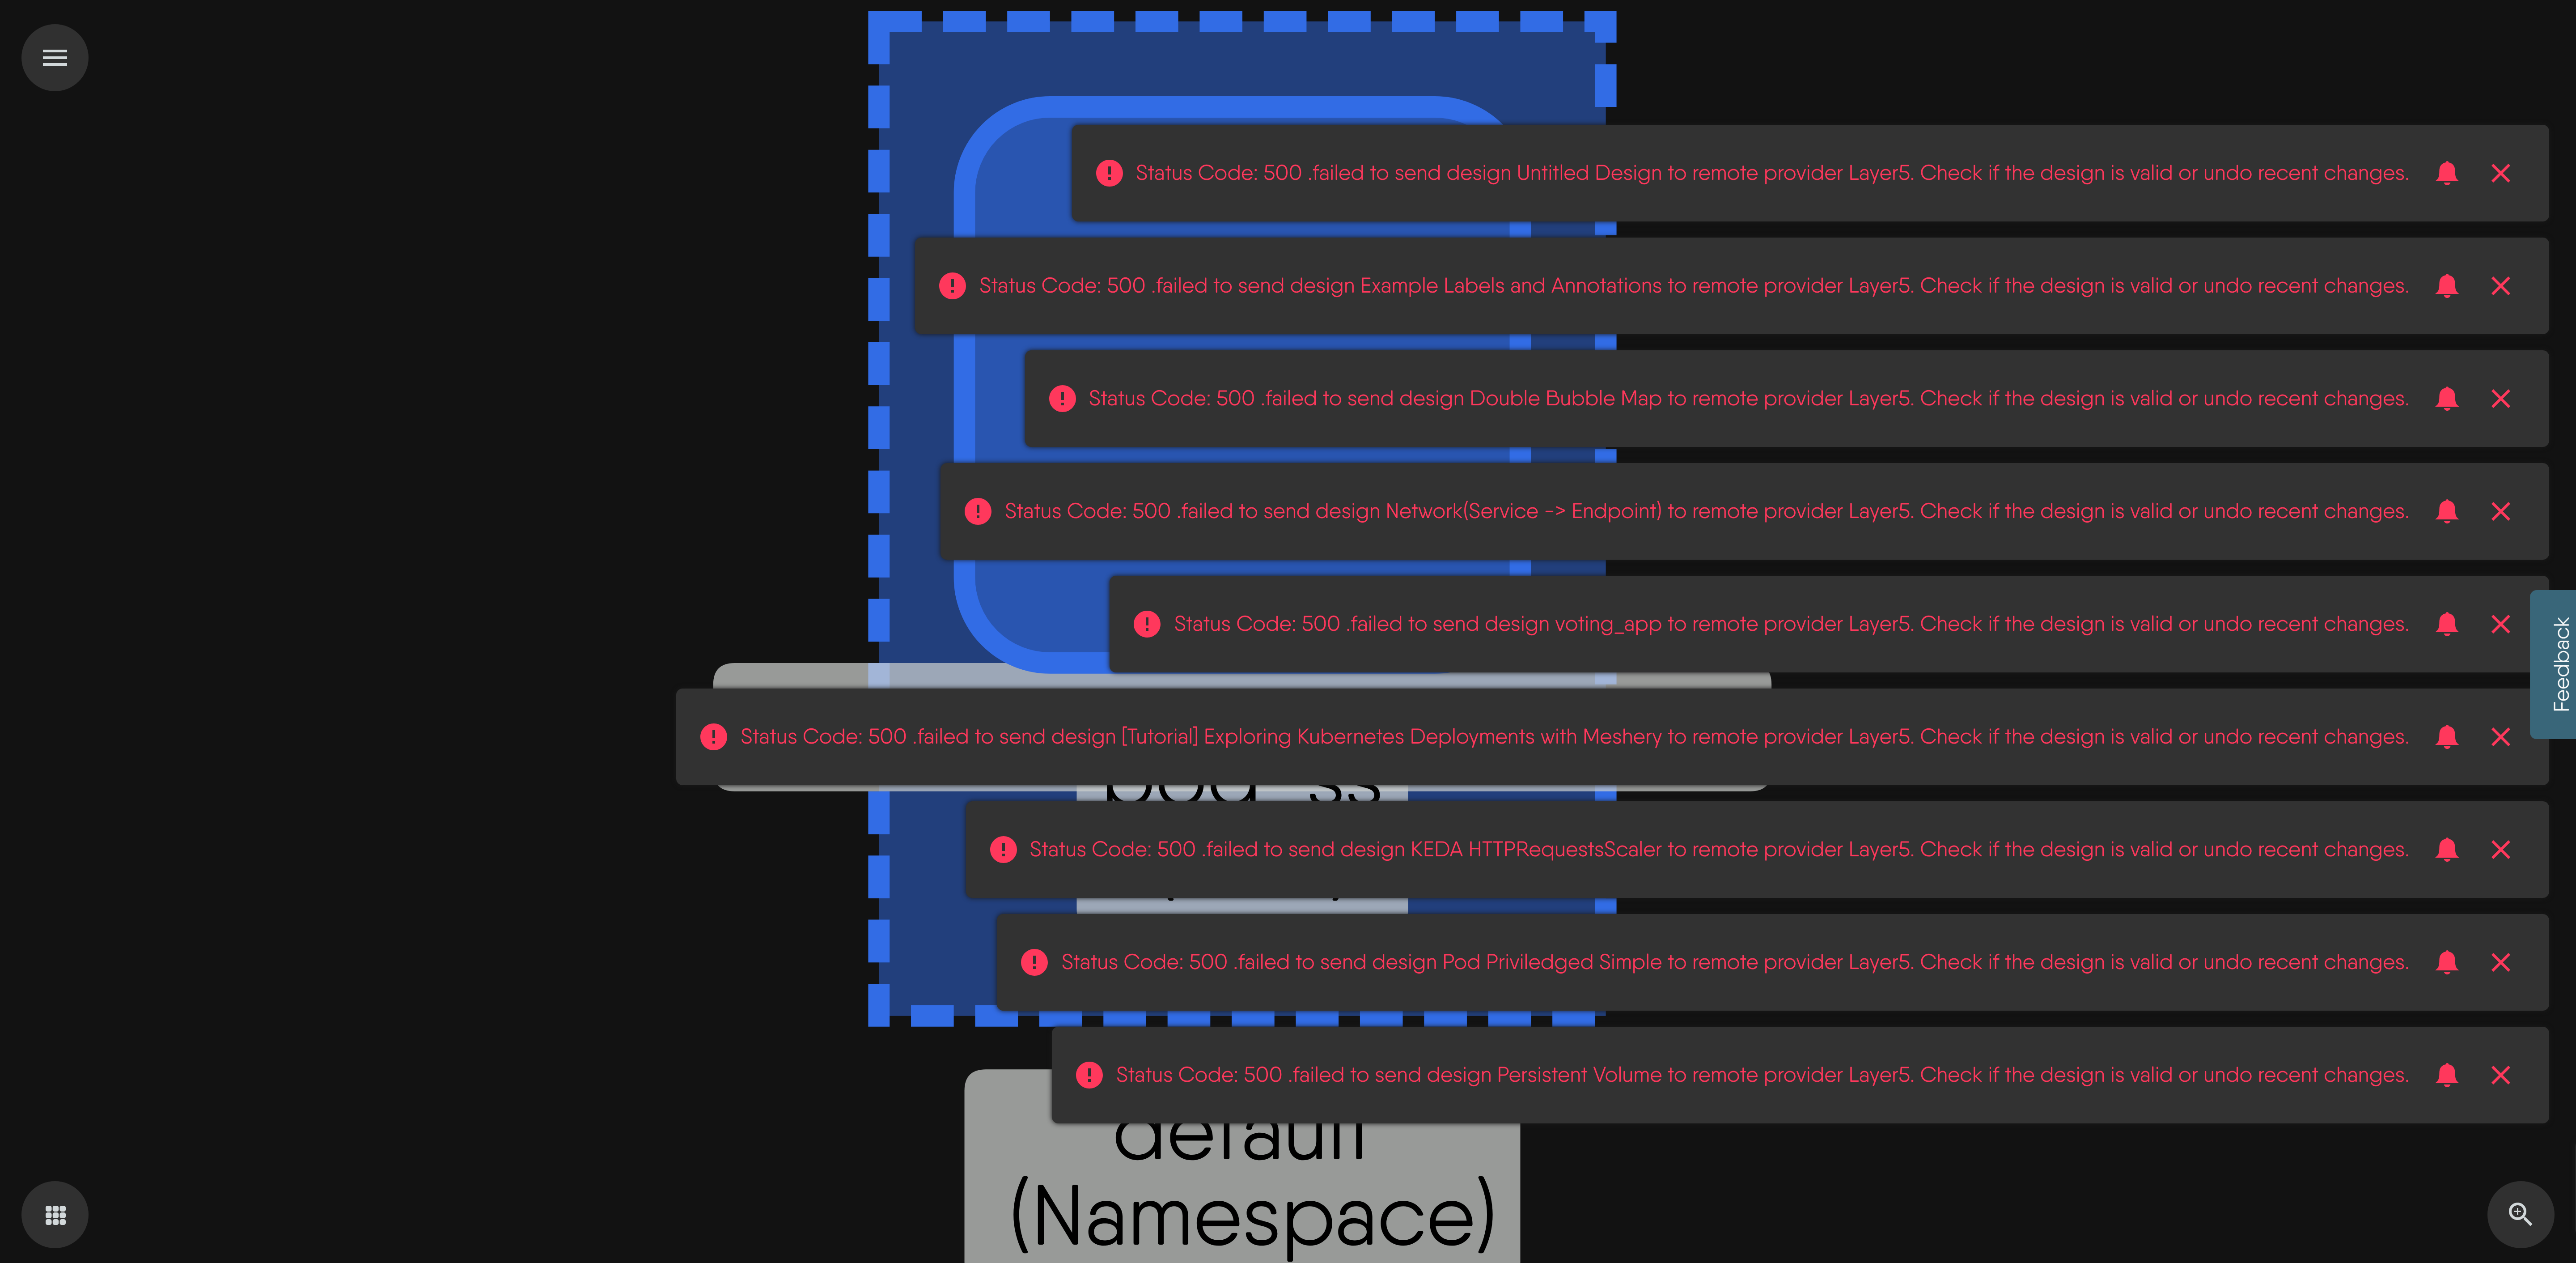 Status Code: 500 .failed to send design Untitled Design to remote provider Layer5. Check if the design is valid or undo recent changes.
Status Code: 500 .failed to send design Example Labels and Annotations to remote provider Layer5. Check if the design is valid or undo recent changes.
Status Code: 500 .failed to send design Double Bubble Map to remote provider Layer5. Check if the design is valid or undo recent changes.
Status Code: 500 .failed to send design Network(Service -> Endpoint) to remote provider Layer5. Check if the design is valid or undo recent changes.
Status Code: 500 .failed to send design voting_app to remote provider Layer5. Check if the design is valid or undo recent changes.
Feedback
Status Code: 500 .failed to send design [Tutorial] Exploring Kubernetes Deployments with Meshery to remote provider Layer5. Check if the design is valid or undo recent changes.
Status Code: 500 .failed to send design KEDA HTTPRequestsScaler to remote provider Layer5. Check if the design is valid or undo recent changes.
Status Code: 500 .failed to send design Pod Priviledged Simple to remote provider Layer5. Check if the design is valid or undo recent changes.
Status Code: 500 .failed to send design Persistent Volume to remote provider Layer5. Check if the design is valid or undo recent changes.
default
(Namespace)